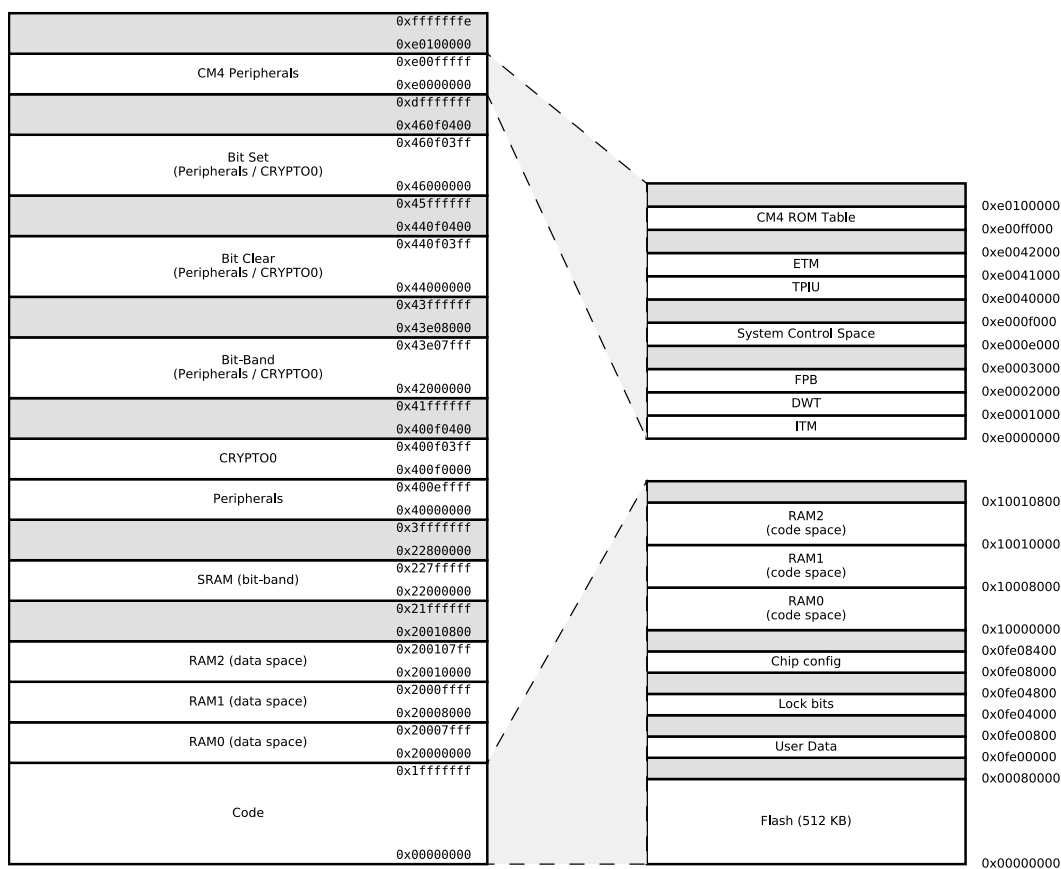 0xfffffffe
0xe0100000
0xe00fffff
CM4 Peripherals
0xe0000000
0xdfffffff
0x460f0400
0x460f03ff
Bit Set
(Peripherals / CRYPTO0)
0x46000000
0x45ffffff
0x440f0400
0x440f03ff
Bit Clear
(Peripherals / CRYPTO0)
0x44000000
0x43ffffff
0x43e08000
0x43e07fff
Bit-Band
(Peripherals / CRYPTO0)
0x42000000
0x41ffffff
0x400f0400
0x400f03ff
CRYPTO0
0x400f0000
0x400effff
Peripherals
0x40000000
0x3fffffff
0x22800000
0x227fffff
SRAM (bit-band)
0x22000000
0x21ffffff
0x20010800
0x200107ff
RAM2 (data space)
0x20010000
0x2000ffff
RAM1 (data space)
0x20008000
0x20007fff
RAM0 (data space)
0x20000000
0x1fffffff
Code
0x00000000
0xe0100000
CM4 ROM Table
0xe00ff000
0xe0042000
ETM
0xe0041000
TPIU
0xe0040000
0xe000f000
System Control Space
0xe000e000
0xe0003000
FPB
0xe0002000
DWT
0xe0001000
ITM
0xe0000000
0x10010800
RAM2
(code space)
0x10010000
RAM1
(code space)
0x10008000
RAM0
(code space)
0x10000000
0x0fe08400
Chip config
0x0fe08000
0x0fe04800
Lock bits
0x0fe04000
0x0fe00800
User Data
0x0fe00000
0x00080000
Flash (512 KB)
0x00000000